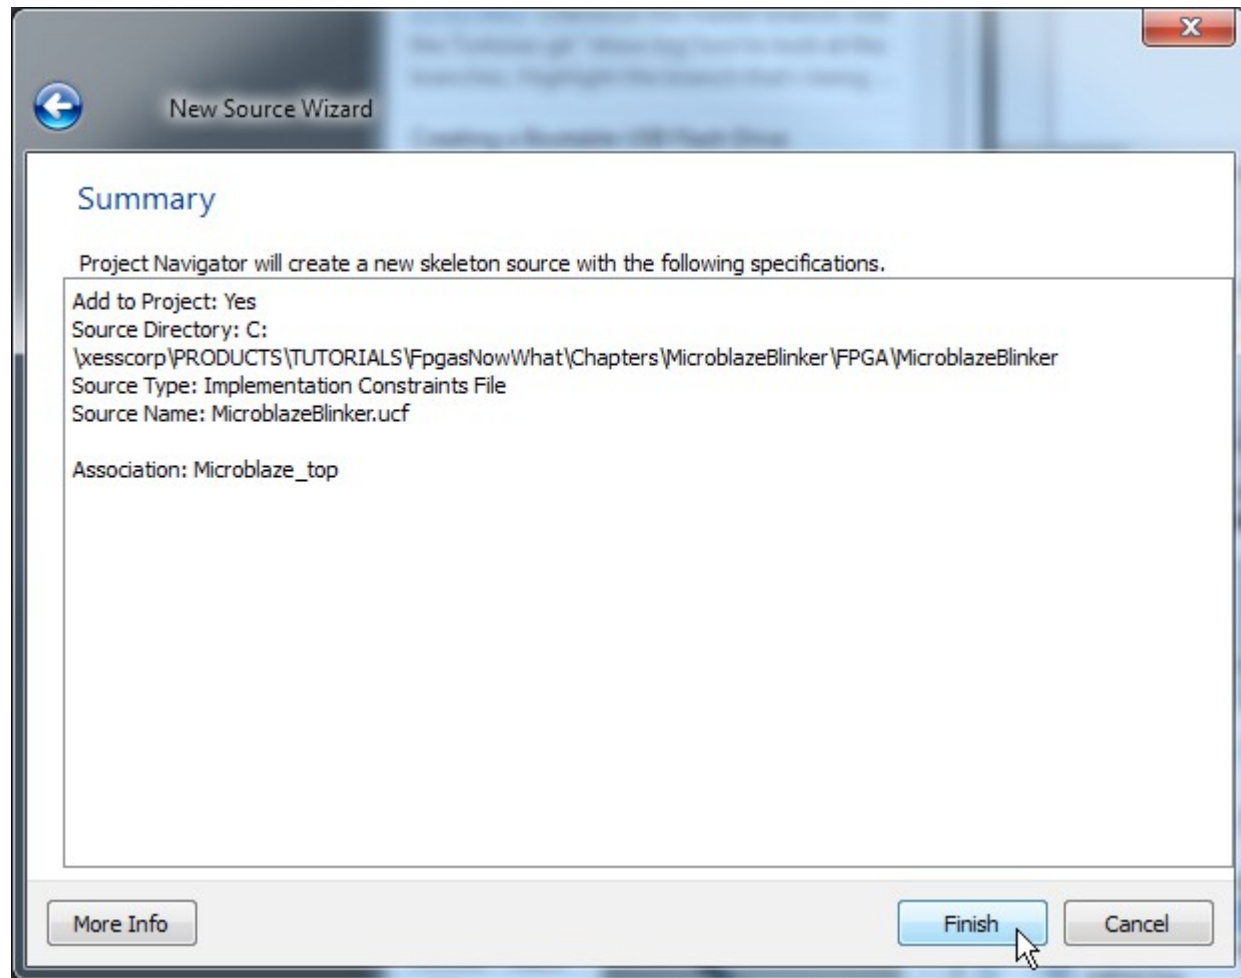 New Source Wizard
Summary
Project Navigator will create a new skeleton source with the following specifications.
Add to Project: Yes
Source Directory: C:
\xesscorp\PRODUCTS\TUTORIALS\FpgasNowWhat\Chapters\MicroblazeBlinker\FPGA\MicroblazeBlinker
Source Type: Implementation Constraints File
Source Name: MicroblazeBlinker.ucf
Association: Microblaze_top
More Info
Finish
Cancel